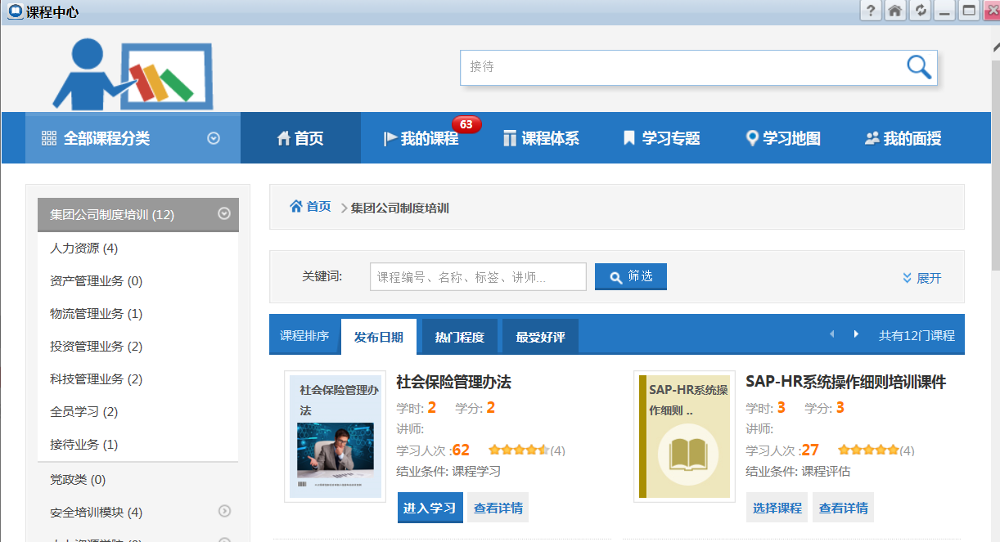 课程中心
接待
全部课程分类
首页
我的课程
63
课程体系
学习专题
学习地图
我的面授
集团公司制度培训 (12)
人力资源 (4)
资产管理业务 (0)
物流管理业务 (1)
投资管理业务 (2)
科技管理业务 (2)
全员学习 (2)
接待业务 (1)
党政类 (0)
安全培训模块 (4)
首页 > 集团公司制度培训
关键词: 课程编号、名称、标签、讲师... 筛选 展开
课程排序 发布日期 热门程度 最受好评 共有12门课程
社会保险管理办
法
社会保险管理办法
学时: 2 学分: 2
讲师:
学习人次 :62 (4)
结业条件: 课程学习
进入学习 查看详情
SAP-HR系统操
作细则 ..
SAP-HR系统操作细则培训课件
学时: 3 学分: 3
讲师:
学习人次 :27 (4)
结业条件: 课程评估
选择课程 查看详情